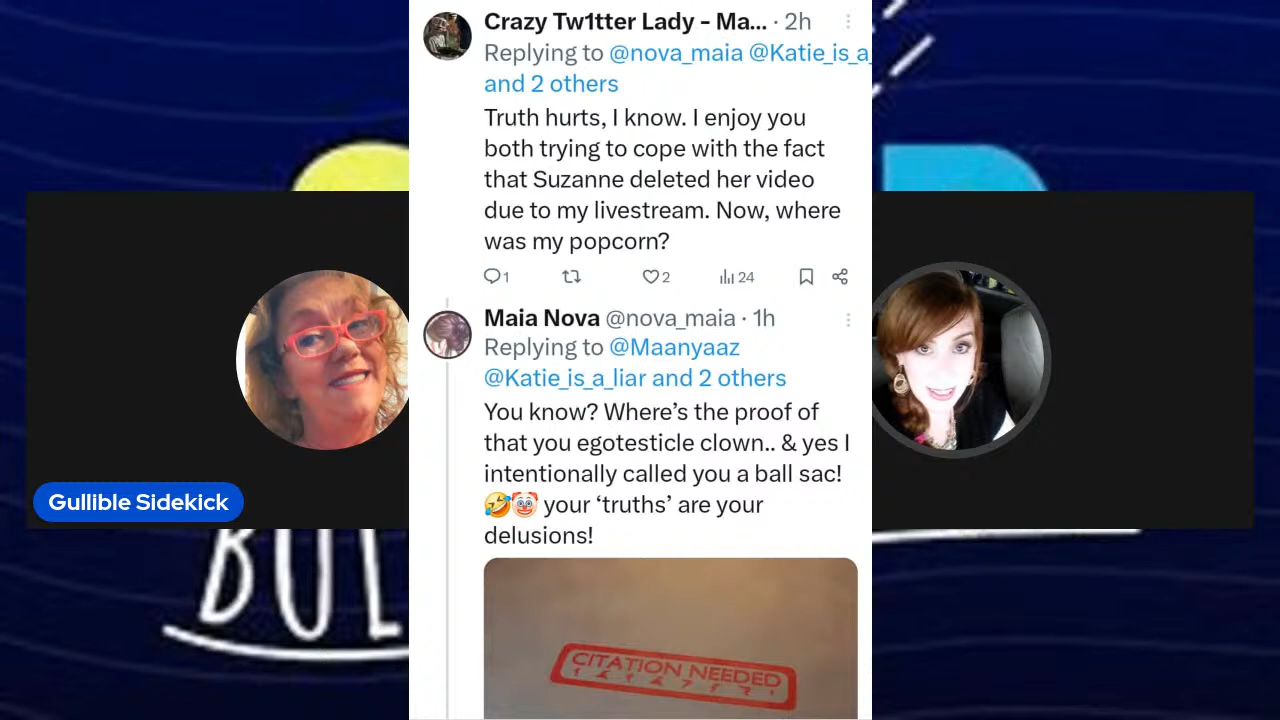 Crazy Tw1tter Lady - Ma... · 2h
Replying to @nova_maia @Katie_is_a_
and 2 others
Truth hurts, I know. I enjoy you
both trying to cope with the fact
that Suzanne deleted her video
due to my livestream. Now, where
was my popcorn?
1 2 24
Maia Nova @nova_maia · 1h
Replying to @Maanyaaz
@Katie_is_a_liar and 2 others
You know? Where’s the proof of
that you egotesticle clown.. & yes I
intentionally called you a ball sac!
🤣🤡 your ‘truths’ are your
delusions!
CITATION NEEDED
Gullible Sidekick
BUL